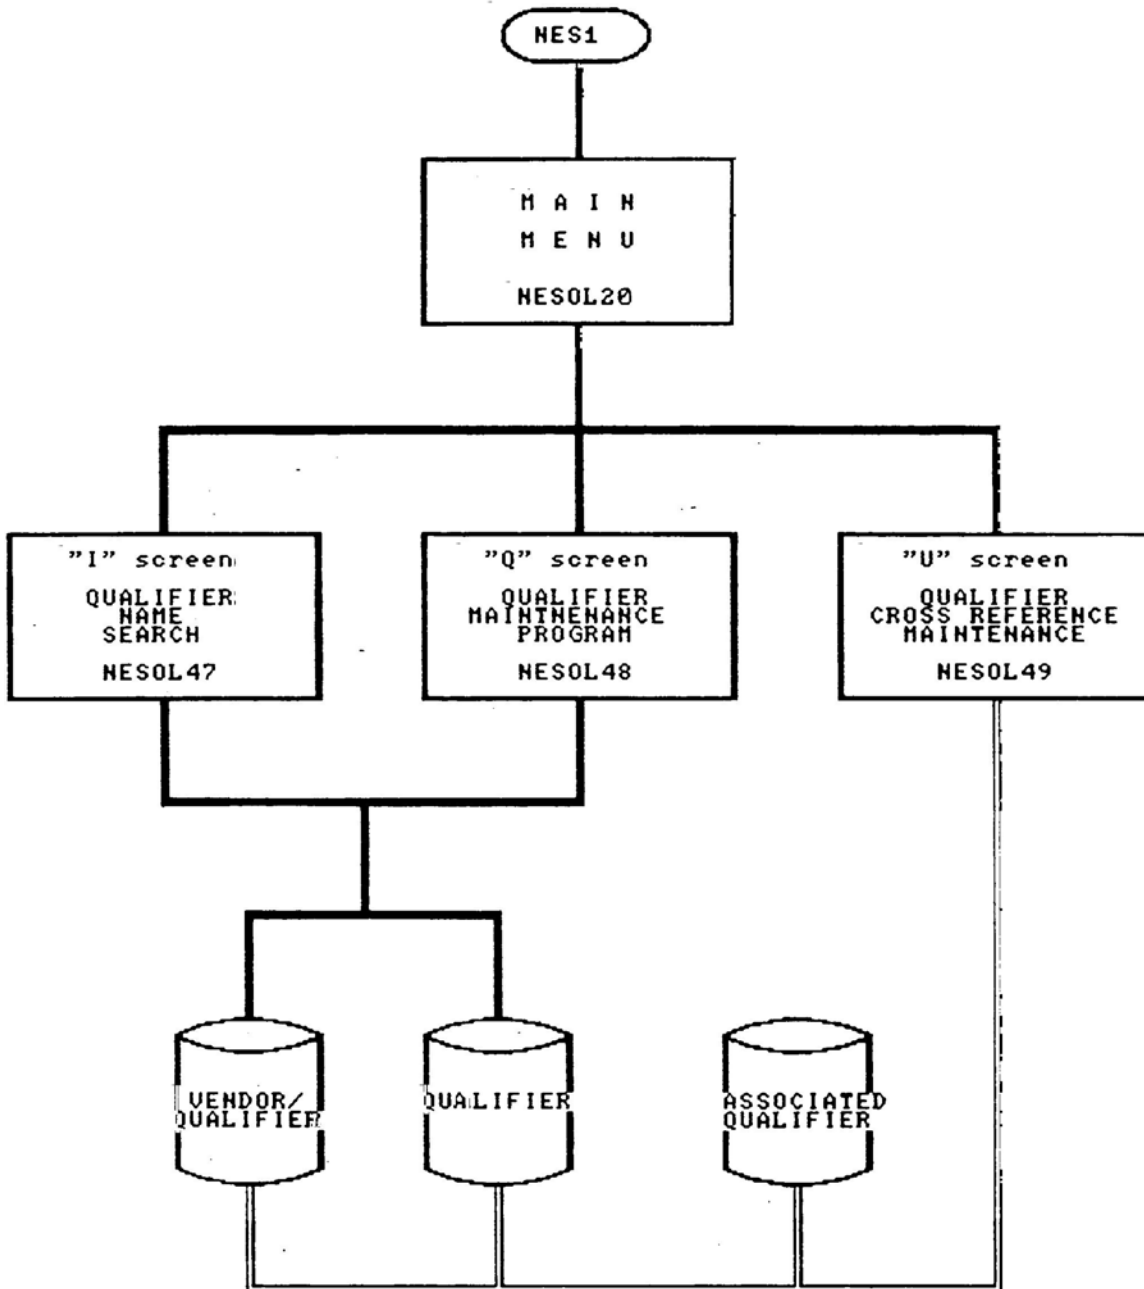 NES1
M A I N
M E N U
NESOL20
"I" screen
QUALIFIER
NAME
SEARCH
NESOL47
"Q" screen
QUALIFIER
MAINTNENANCE
PROGRAM
NESOL48
"U" screen
QUALIFIER
CROSS REFERENCE
MAINTENANCE
NESOL49
VENDOR/
QUALIFIER
QUALIFIER
ASSOCIATED
QUALIFIER